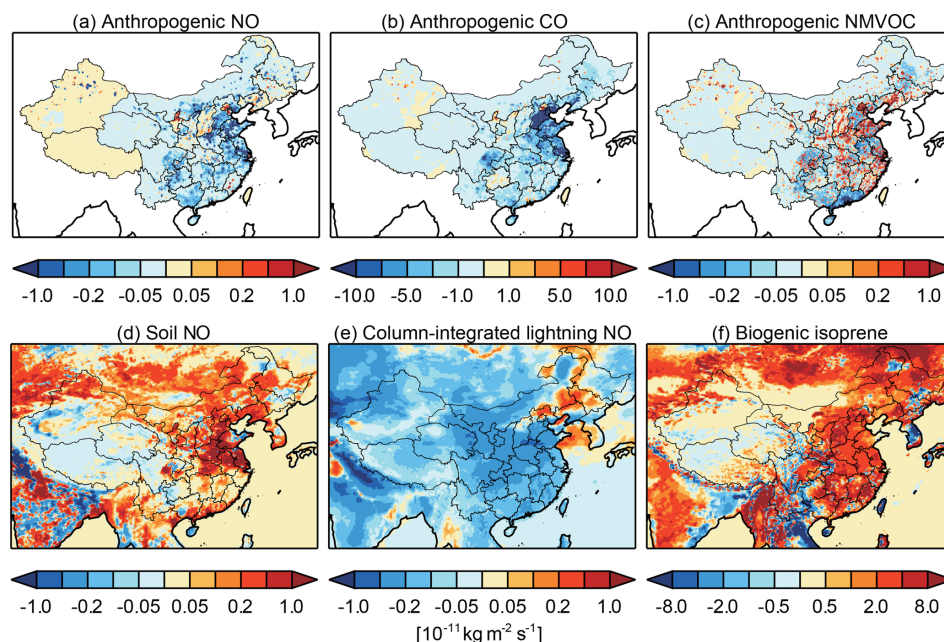 (a) Anthropogenic NO
(b) Anthropogenic CO
(c) Anthropogenic NMVOC
-1.0 -0.2 -0.05 0.05 0.2 1.0
-10.0 -5.0 -1.0 1.0 5.0 10.0
-1.0 -0.2 -0.05 0.05 0.2 1.0
(d) Soil NO
(e) Column-integrated lightning NO
(f) Biogenic isoprene
-1.0 -0.2 -0.05 0.05 0.2 1.0
-1.0 -0.2 -0.05 0.05 0.2 1.0
-8.0 -2.0 -0.5 0.5 2.0 8.0
[10⁻¹¹ kg m⁻² s⁻¹]